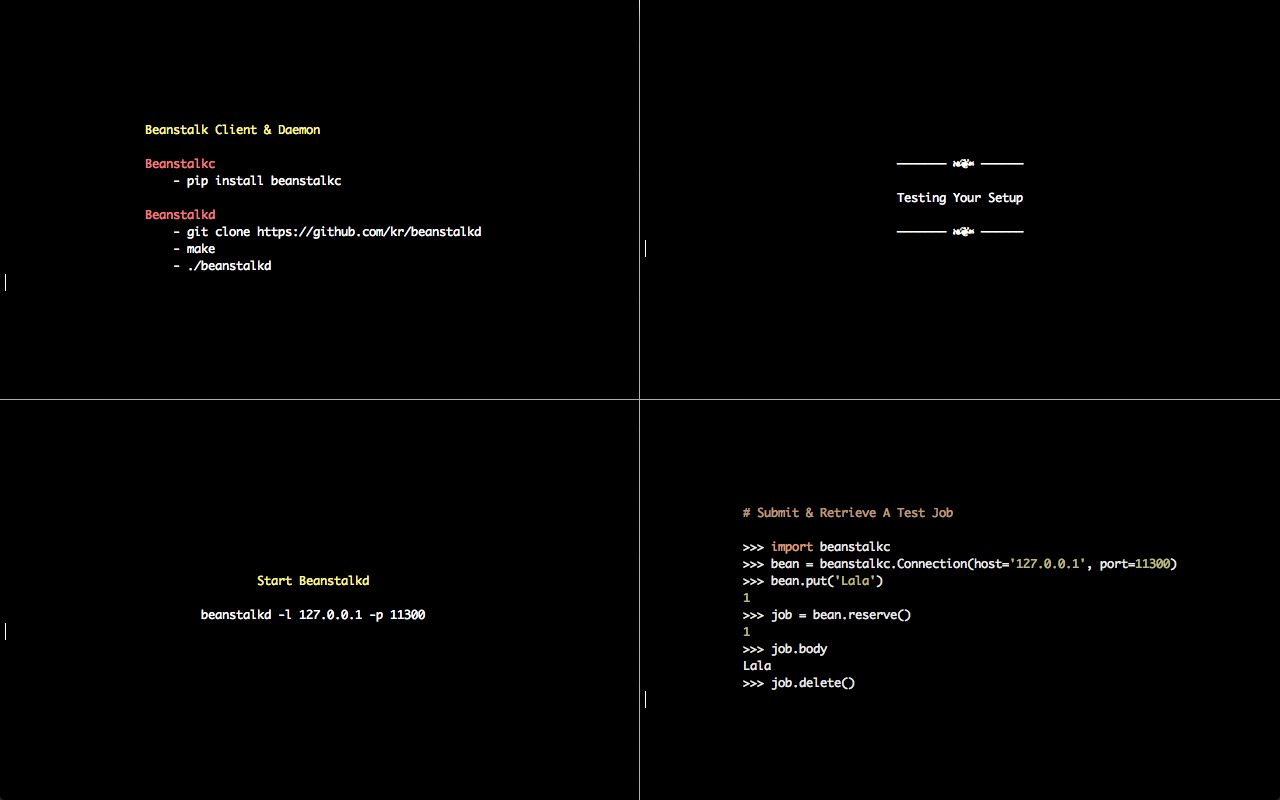 Beanstalk Client & Daemon
Beanstalkc
- pip install beanstalkc
Beanstalkd
- git clone https://github.com/kr/beanstalkd
- make
- ./beanstalkd
Testing Your Setup
Start Beanstalkd
beanstalkd -l 127.0.0.1 -p 11300
# Submit & Retrieve A Test Job
>>> import beanstalkc
>>> bean = beanstalkc.Connection(host='127.0.0.1', port=11300)
>>> bean.put('Lala')
1
>>> job = bean.reserve()
1
>>> job.body
Lala
>>> job.delete()